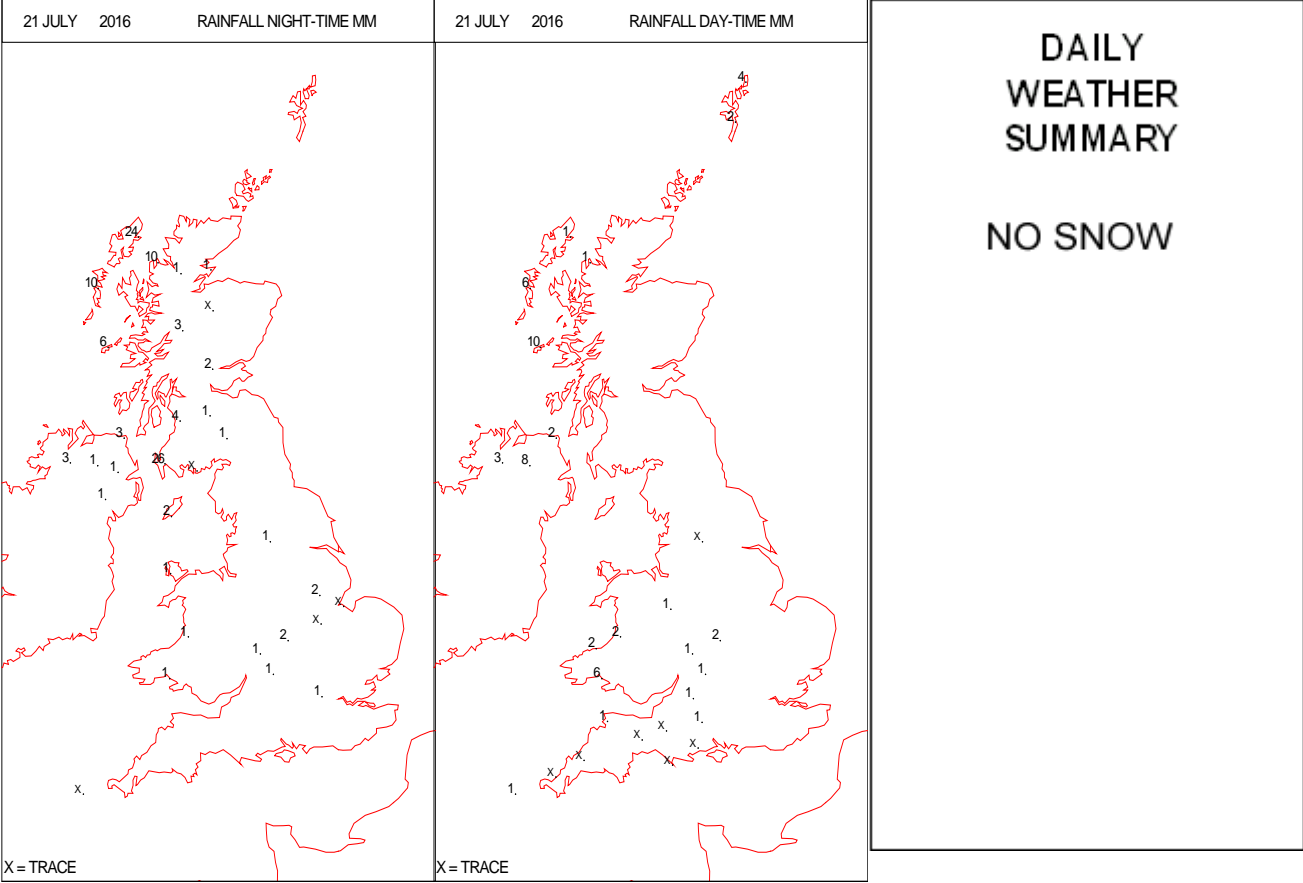 21 JULY 2016 RAINFALL NIGHT-TIME MM
24.
10.
1. 1.
10.
X.
3.
6.
2.
4. 1.
3. 1.
3. 1.
1. X.
1.
2.
1.
1.
2.
X.
X.
1. 2.
1.
1. 1.
1.
X.
X = TRACE
21 JULY 2016 RAINFALL DAY-TIME MM
4.
2.
1.
1.
6.
10.
2.
3. 8.
X.
1.
2. 2.
2. 1.
6. 1.
1.
1. 1.
X. X.
X.
X. X.
X.
1.
X = TRACE
DAILY
WEATHER
SUMMARY
NO SNOW